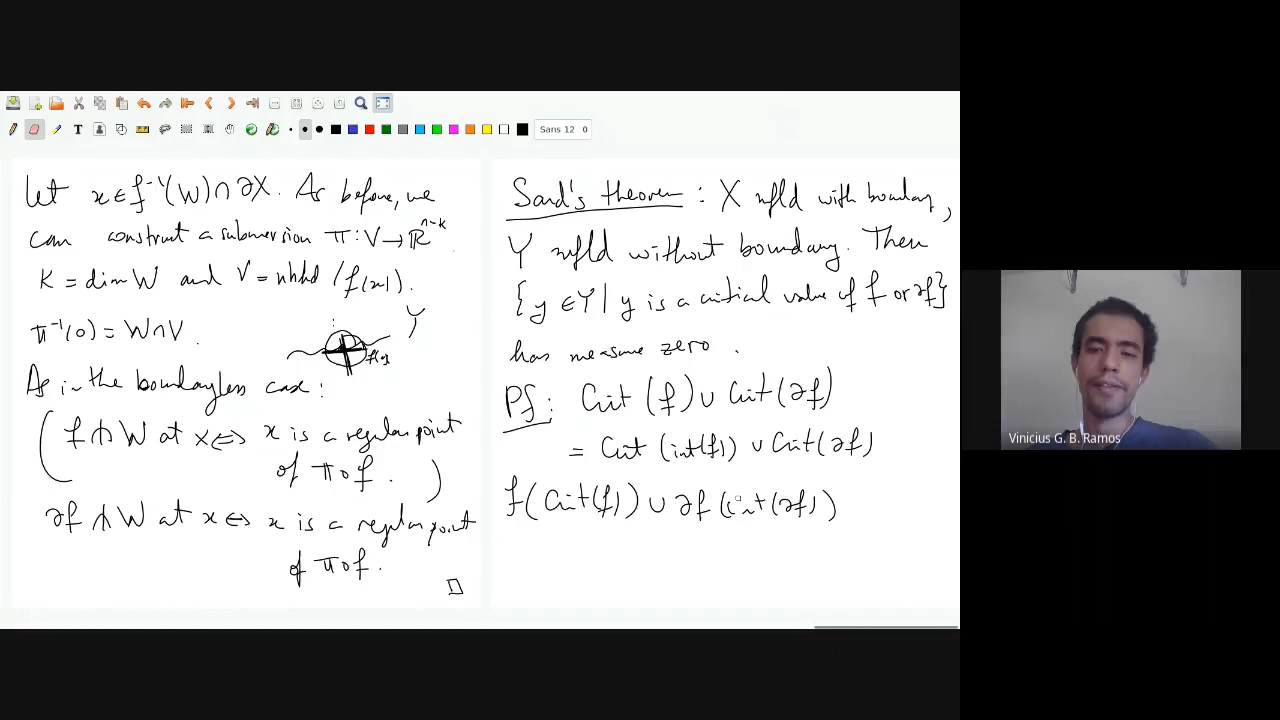 Sans 12 0
Let x ∈ f⁻¹(W) ∩ ∂X. As before, we
can construct a submersion π: V → ℝⁿ⁻ᵏ
K = dim W and V = nhbd / f(x).
π⁻¹(0) = W ∩ V.
Y
f(x)
As in the boundaryless case:
( f ⋔ W at x ⟺ x is a regular point
of π∘f. )
∂f ⋔ W at x ⟺ x is a regular point
of π∘f.
□
Sard's theorem: X mfld with boundary,
Y mfld without boundary. Then
{y ∈ Y | y is a critical value of f or ∂f}
has measure zero.
Pf: Crit (f) ∪ Crit (∂f)
= Crit (int(f)) ∪ Crit (∂f)
f(Crit(f)) ∪ ∂f (Crit(∂f))
Vinicius G. B. Ramos